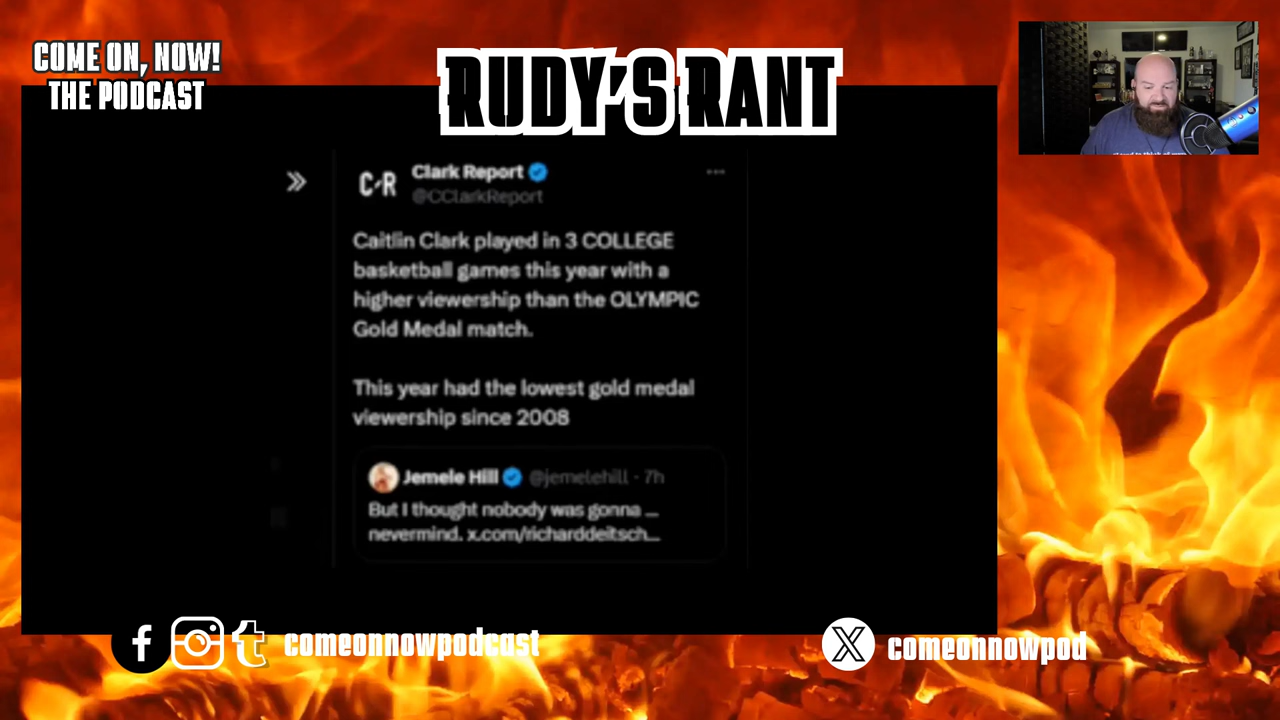 COME ON, NOW!
THE PODCAST
RUDY'S RANT
Clark Report
@CClarkReport
Caitlin Clark played in 3 COLLEGE
basketball games this year with a
higher viewership than the OLYMPIC
Gold Medal match.
This year had the lowest gold medal
viewership since 2008
Jemele Hill @jemelehill · 7h
But I thought nobody was gonna ...
nevermind. x.com/richarddeitsch...
comeonnowpodcast
comeonnowpod